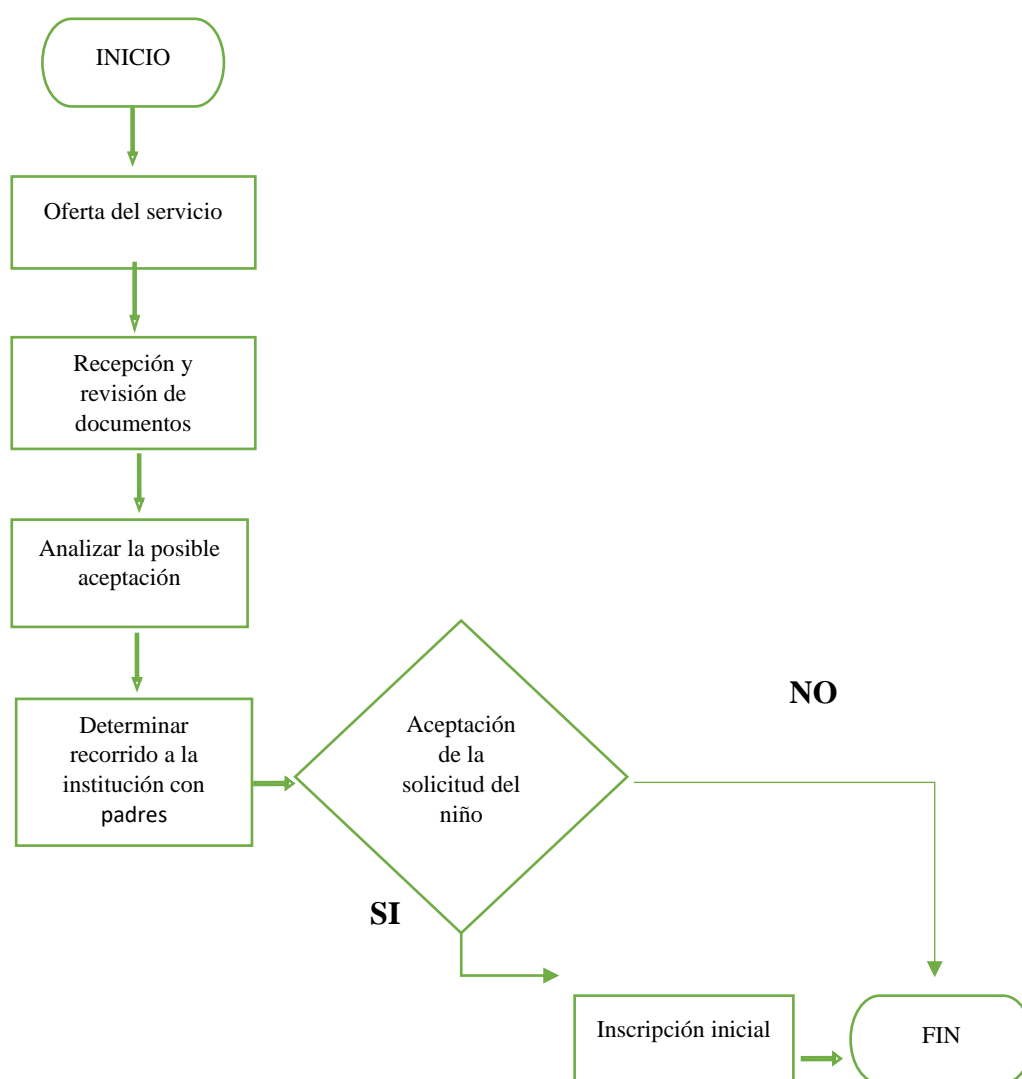 INICIO
Oferta del servicio
Recepción y
revisión de
documentos
Analizar la posible
aceptación
Determinar
recorrido a la
institución con
padres
Aceptación
de la
solicitud del
niño
NO
SI
Inscripción inicial
FIN